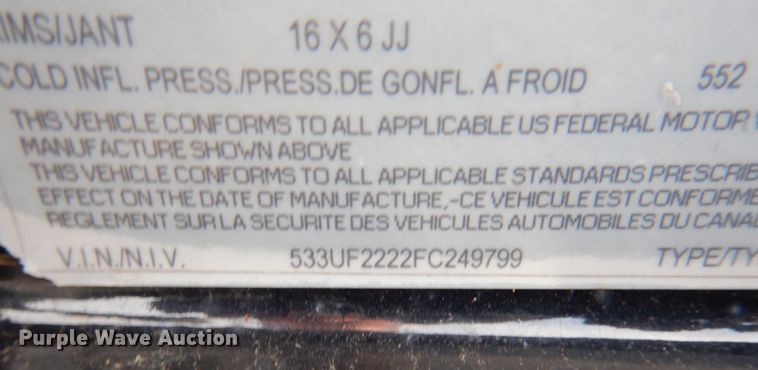 IMS/JANT 16 X 6 JJ
COLD INFL. PRESS./PRESS.DE GONFL. A FROID 552
THIS VEHICLE CONFORMS TO ALL APPLICABLE US FEDERAL MOTOR
MANUFACTURE SHOWN ABOVE
THIS VEHICLE CONFORMS TO ALL APPLICABLE STANDARDS PRESCRIBE
EFFECT ON THE DATE OF MANUFACTURE,-CE VEHICULE EST CONFORME
REGLEMENT SUR LA SECURITE DES VEHICULES AUTOMOBILES DU CANAD
V.I.N./N.I.V. 533UF2222FC249799 TYPE/TY
Purple Wave Auction